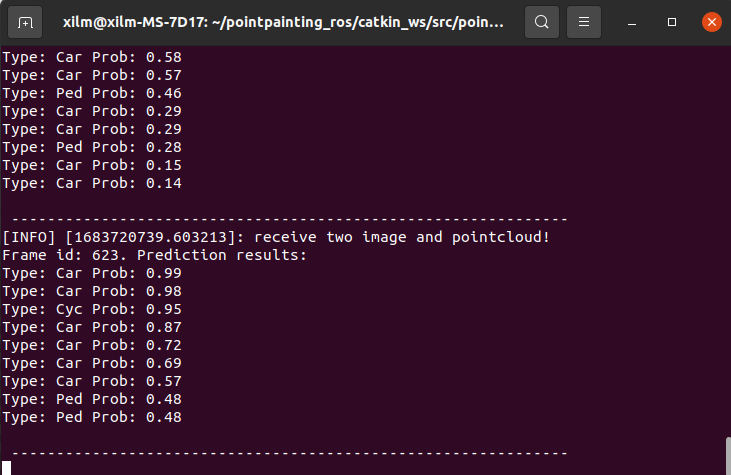 xilm@xilm-MS-7D17: ~/pointpainting_ros/catkin_ws/src/poin...
Type: Car Prob: 0.58
Type: Car Prob: 0.57
Type: Ped Prob: 0.46
Type: Car Prob: 0.29
Type: Car Prob: 0.29
Type: Ped Prob: 0.28
Type: Car Prob: 0.15
Type: Car Prob: 0.14
--------------------------------------------------------------
[INFO] [1683720739.603213]: receive two image and pointcloud!
Frame id: 623. Prediction results:
Type: Car Prob: 0.99
Type: Car Prob: 0.98
Type: Cyc Prob: 0.95
Type: Car Prob: 0.87
Type: Car Prob: 0.72
Type: Car Prob: 0.69
Type: Car Prob: 0.57
Type: Ped Prob: 0.48
Type: Ped Prob: 0.48
--------------------------------------------------------------